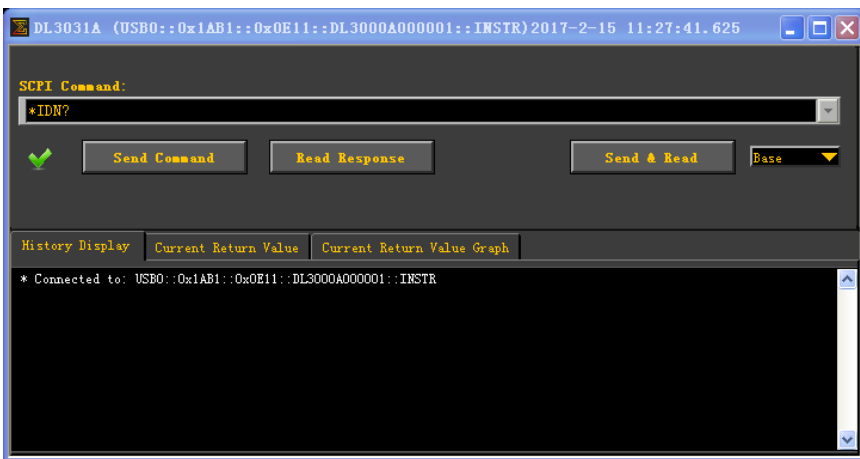 DL3031A (USB0::0x1AB1::0x0E11::DL3000A000001::INSTR)2017-2-15 11:27:41.625
SCPI Command:
*IDN?
Send Command Read Response Send & Read Base
History Display Current Return Value Current Return Value Graph
* Connected to: USB0::0x1AB1::0x0E11::DL3000A000001::INSTR